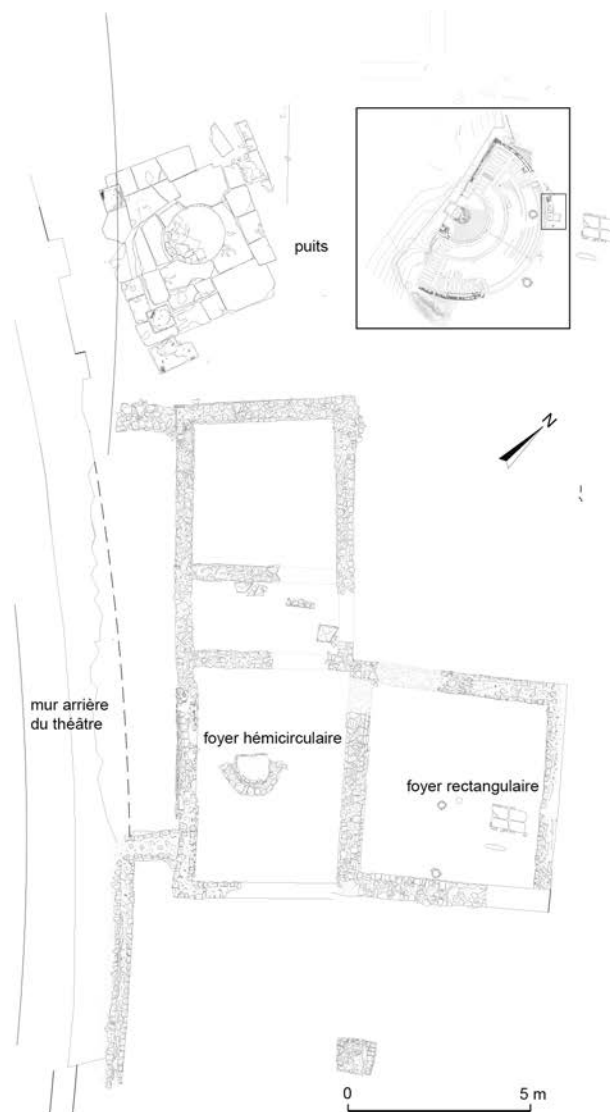 puits
N
mur arrière
du théâtre
foyer hémicirculaire
foyer rectangulaire
0 5 m